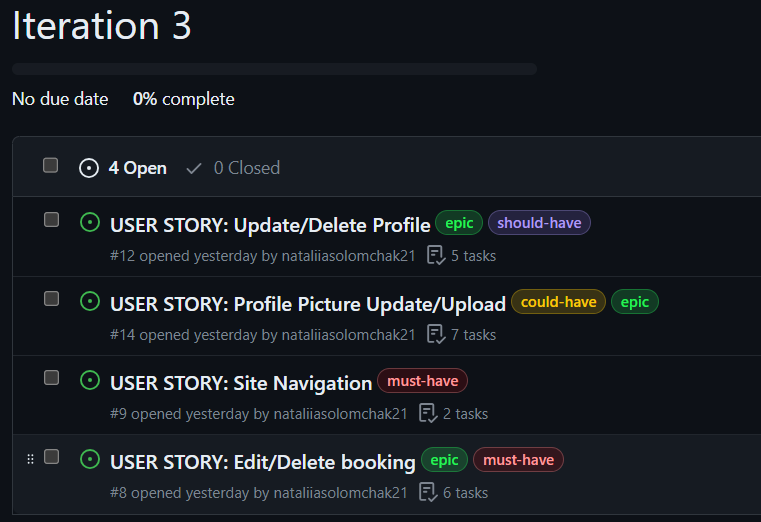 Iteration 3
No due date 0% complete
4 Open 0 Closed
USER STORY: Update/Delete Profile epic should-have
#12 opened yesterday by nataliiasolomchak21 5 tasks
USER STORY: Profile Picture Update/Upload could-have epic
#14 opened yesterday by nataliiasolomchak21 7 tasks
USER STORY: Site Navigation must-have
#9 opened yesterday by nataliiasolomchak21 2 tasks
USER STORY: Edit/Delete booking epic must-have
#8 opened yesterday by nataliiasolomchak21 6 tasks